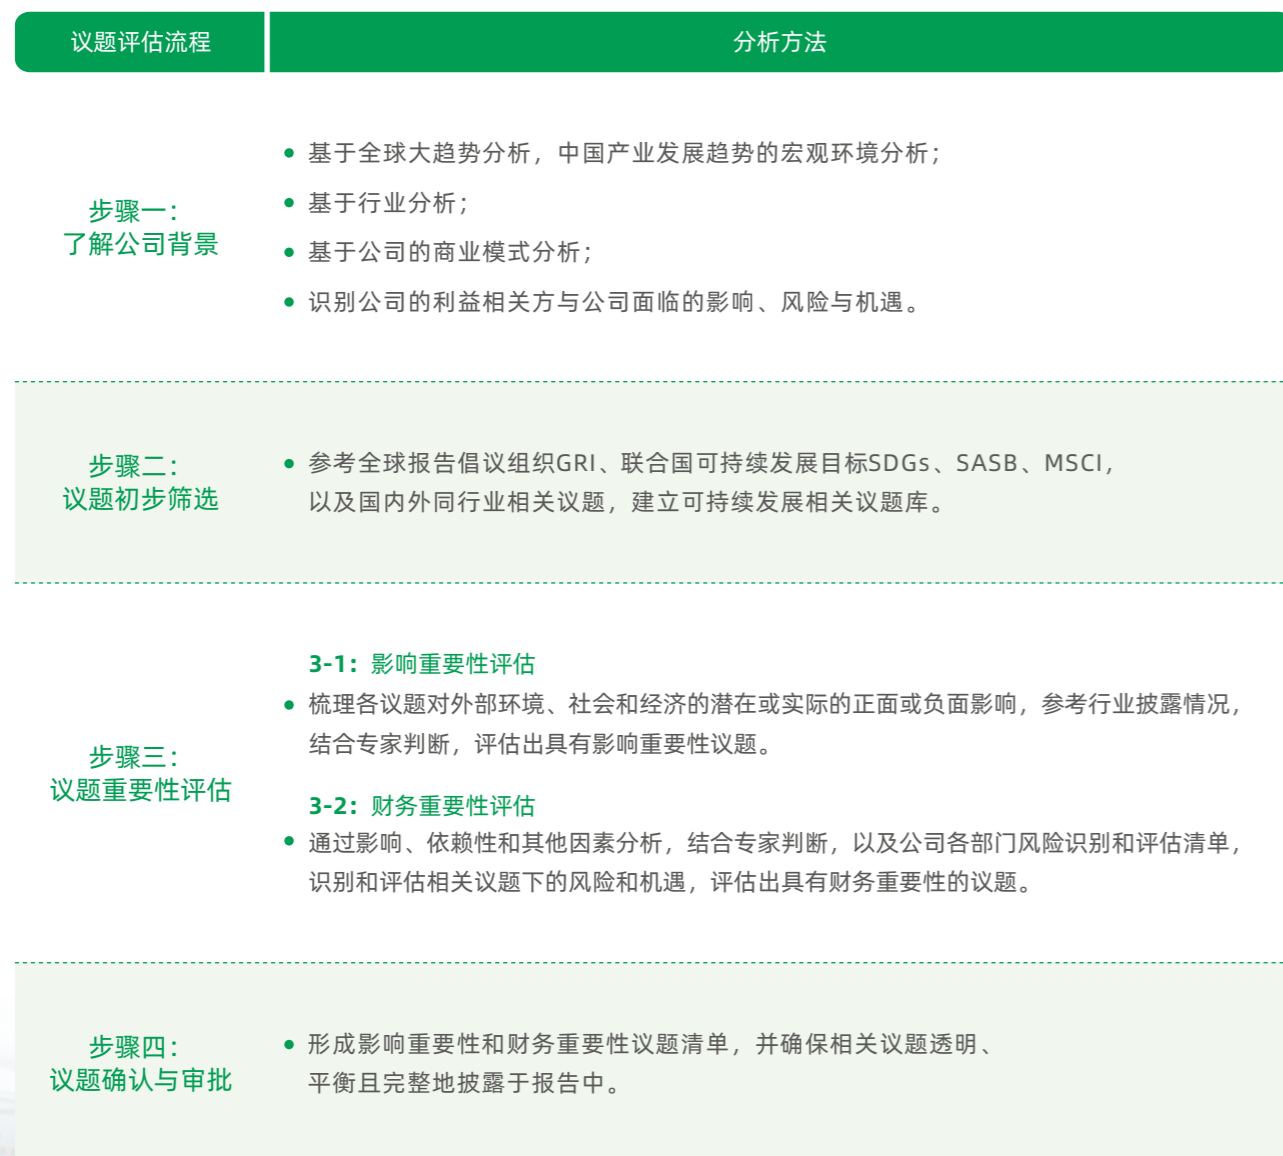 议题评估流程
分析方法
步骤一：
了解公司背景
基于全球大趋势分析，中国产业发展趋势的宏观环境分析；
基于行业分析；
基于公司的商业模式分析；
识别公司的利益相关方与公司面临的影响、风险与机遇。
步骤二：
议题初步筛选
参考全球报告倡议组织GRI、联合国可持续发展目标SDGs、SASB、MSCI，
以及国内外同行业相关议题，建立可持续发展相关议题库。
步骤三：
议题重要性评估
3-1：影响重要性评估
梳理各议题对外部环境、社会和经济的潜在或实际的正面或负面影响，参考行业披露情况，
结合专家判断，评估出具有影响重要性议题。
3-2：财务重要性评估
通过影响、依赖性和其他因素分析，结合专家判断，以及公司各部门风险识别和评估清单，
识别和评估相关议题下的风险和机遇，评估出具有财务重要性的议题。
步骤四：
议题确认与审批
形成影响重要性和财务重要性议题清单，并确保相关议题透明、
平衡且完整地披露于报告中。